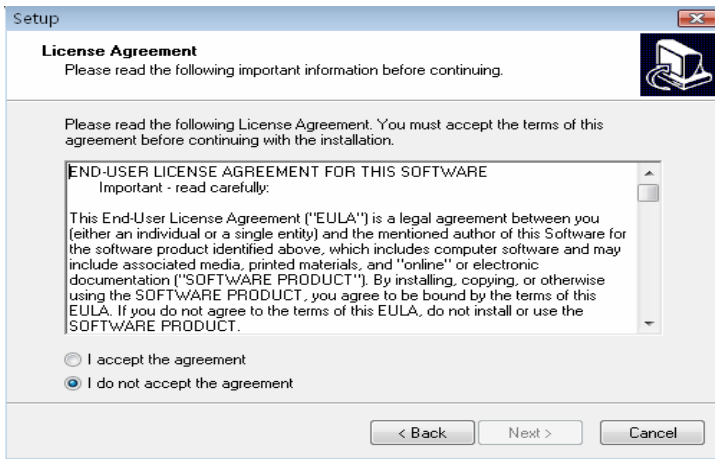 Setup
License Agreement
Please read the following important information before continuing.
Please read the following License Agreement. You must accept the terms of this
agreement before continuing with the installation.
END-USER LICENSE AGREEMENT FOR THIS SOFTWARE
Important - read carefully:
This End-User License Agreement ("EULA") is a legal agreement between you
(either an individual or a single entity) and the mentioned author of this Software for
the software product identified above, which includes computer software and may
include associated media, printed materials, and "online" or electronic
documentation ("SOFTWARE PRODUCT"). By installing, copying, or otherwise
using the SOFTWARE PRODUCT, you agree to be bound by the terms of this
EULA. If you do not agree to the terms of this EULA, do not install or use the
SOFTWARE PRODUCT.
I accept the agreement
I do not accept the agreement
< Back
Next >
Cancel